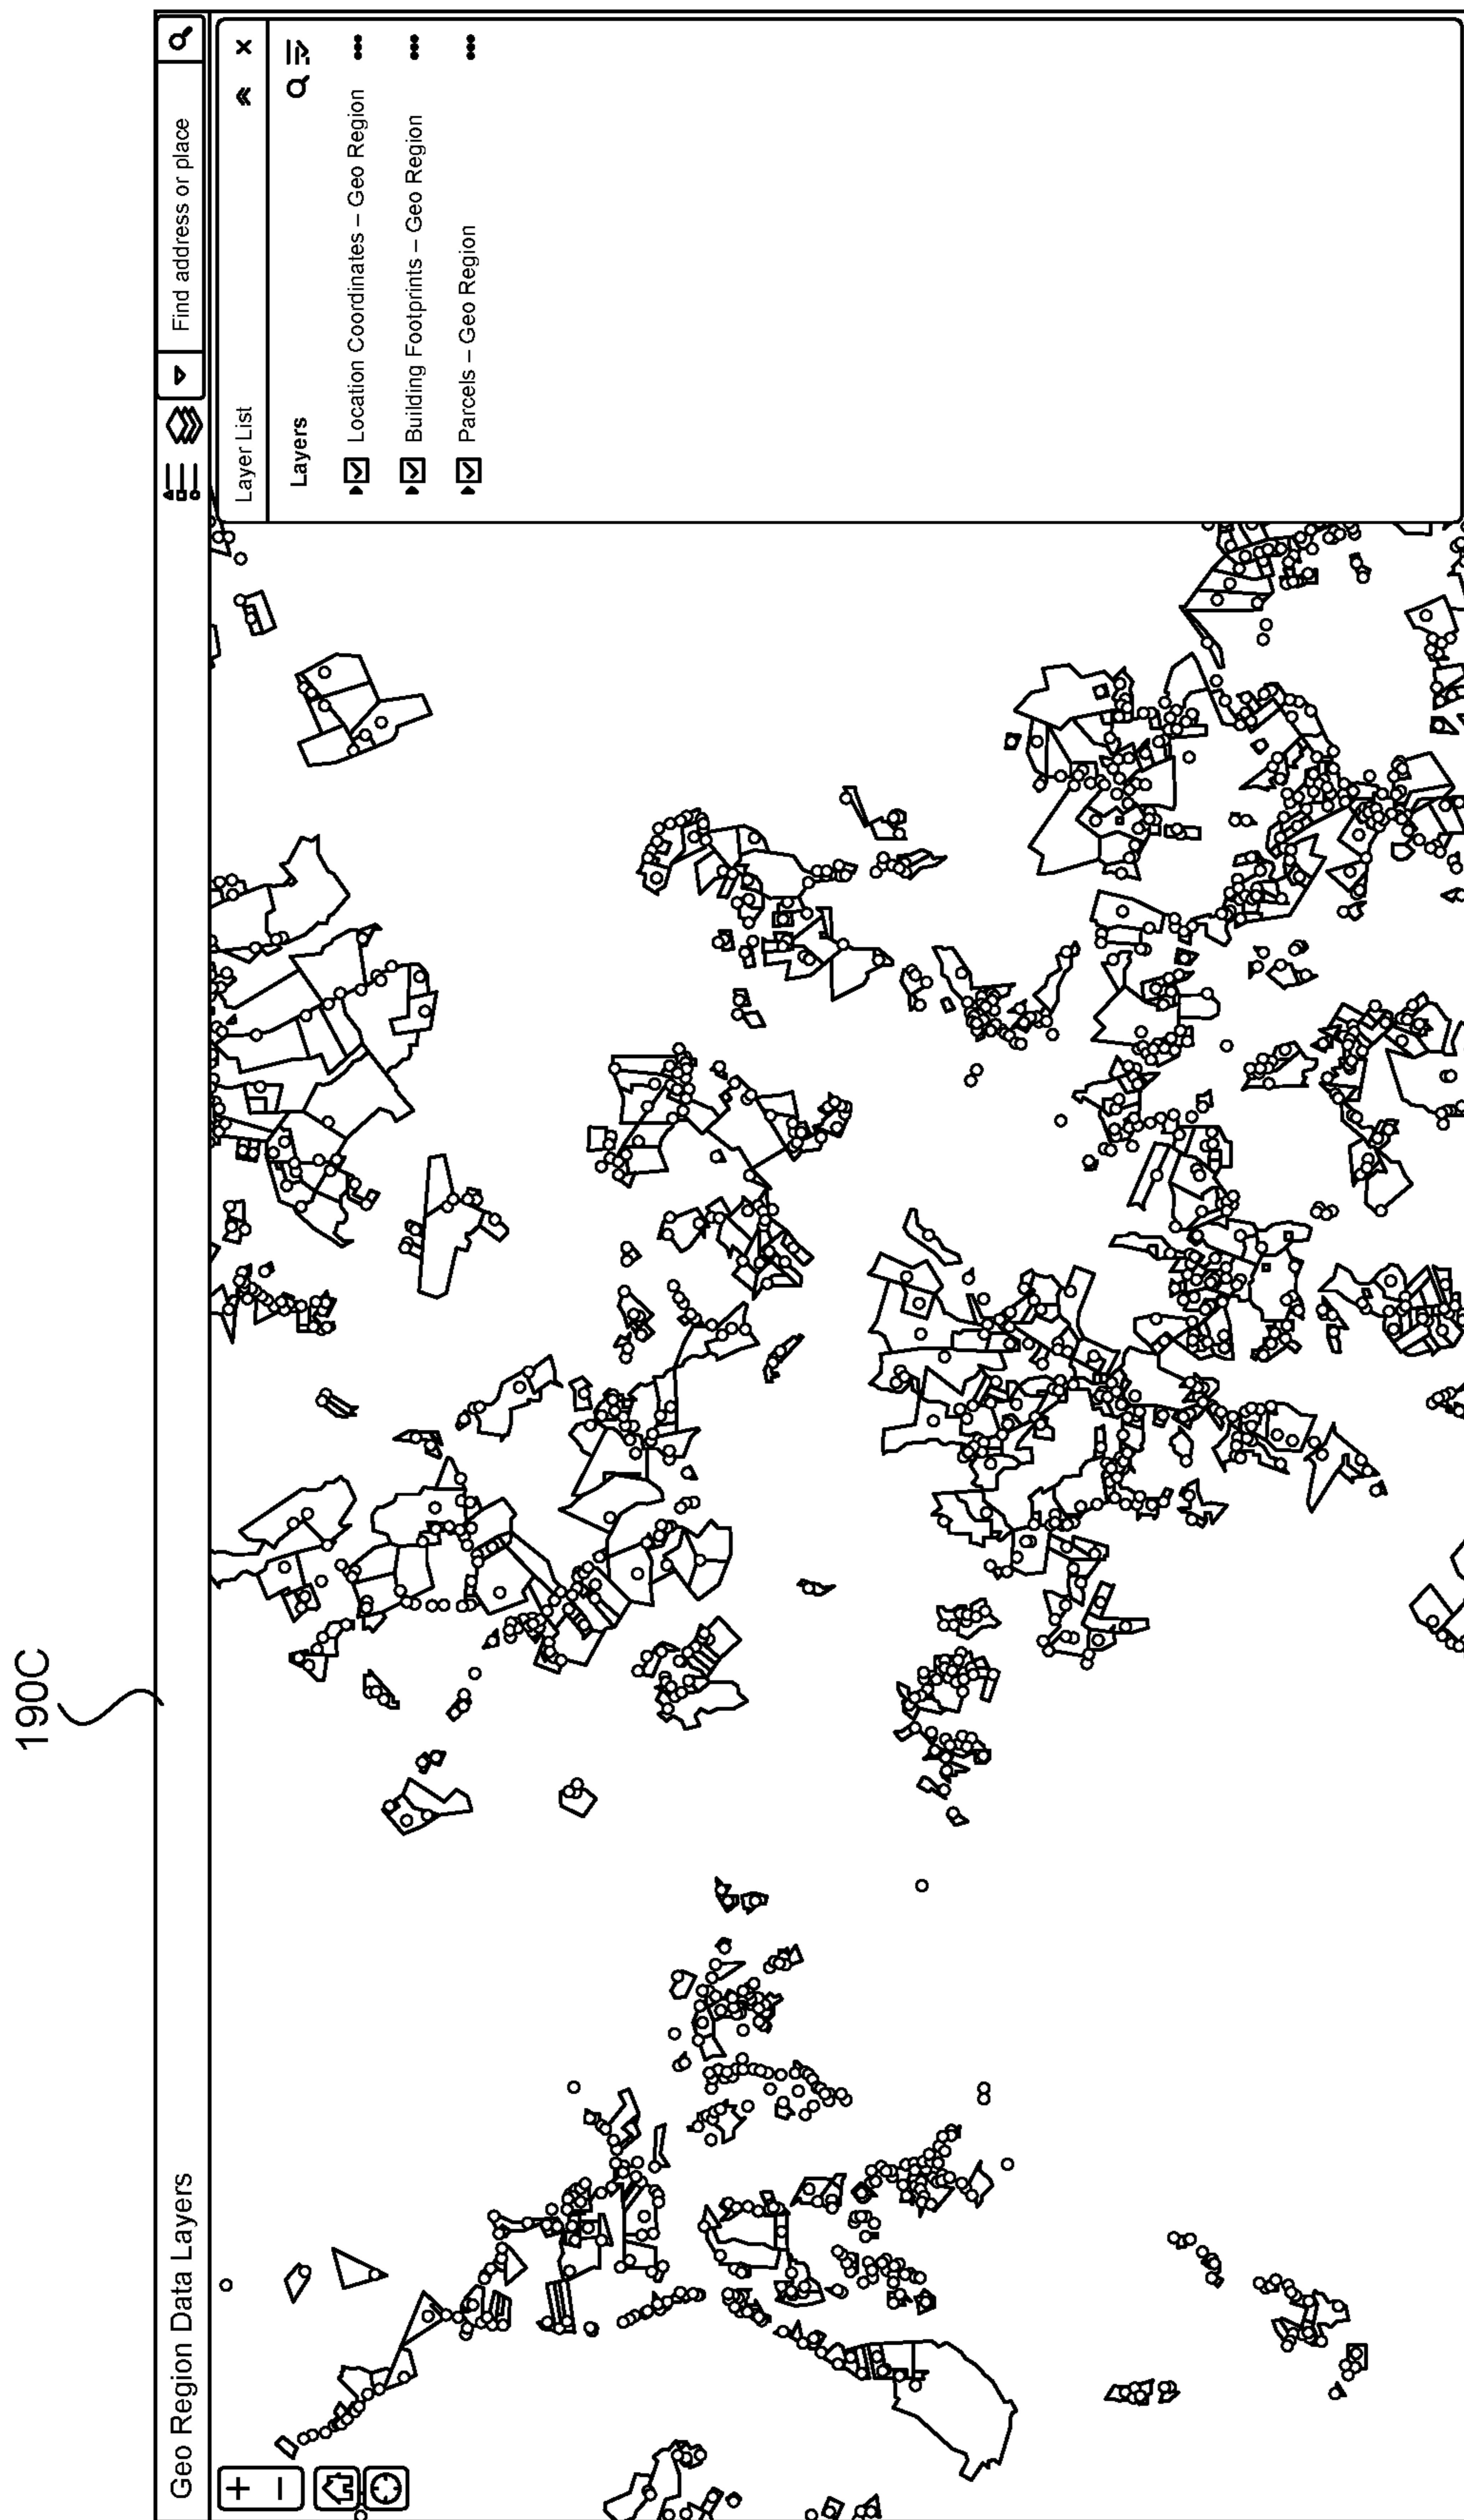 190C
Geo Region Data Layers
Find address or place
Layer List
Layers
Location Coordinates – Geo Region
Building Footprints – Geo Region
Parcels – Geo Region